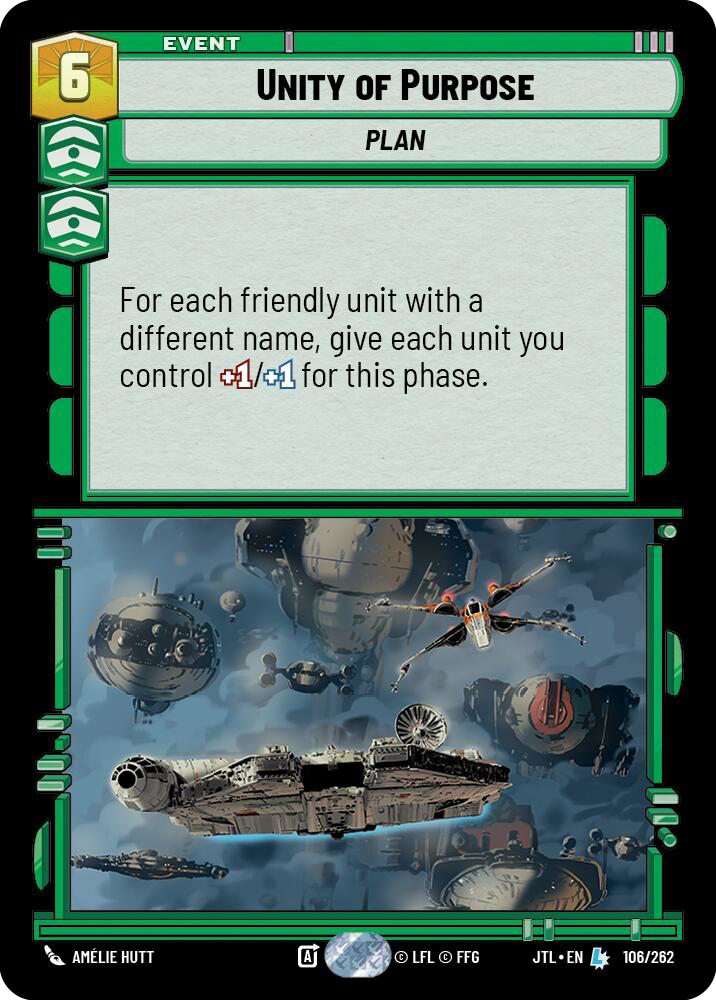 6
EVENT
UNITY OF PURPOSE
PLAN
For each friendly unit with a
different name, give each unit you
control +1/+1 for this phase.
AMÉLIE HUTT
A
© LFL © FFG
JTL • EN
L
106/262